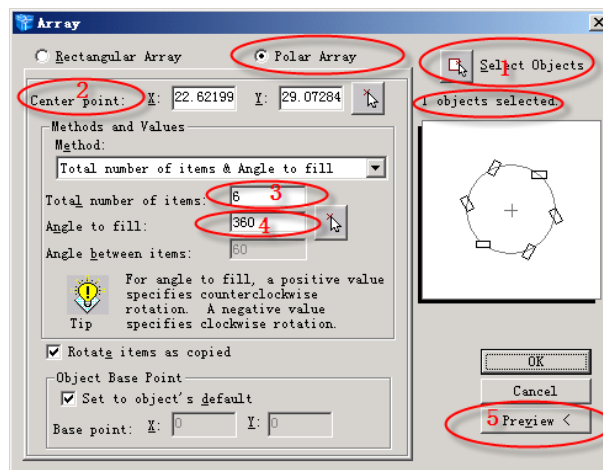 Array
Rectangular Array
Polar Array
1
Select Objects
2
Center point: X: 22.62199 Y: 29.07284
1 objects selected.
Methods and Values
Method:
Total number of items & Angle to fill
Total number of items: 6 3
Angle to fill: 360 4
Angle between items: 60
For angle to fill, a positive value
specifies counterclockwise
rotation. A negative value
specifies clockwise rotation.
Tip
Rotate items as copied
OK
Object Base Point
Set to object's default
Cancel
Base point: X: 0 Y: 0
5 Preview <